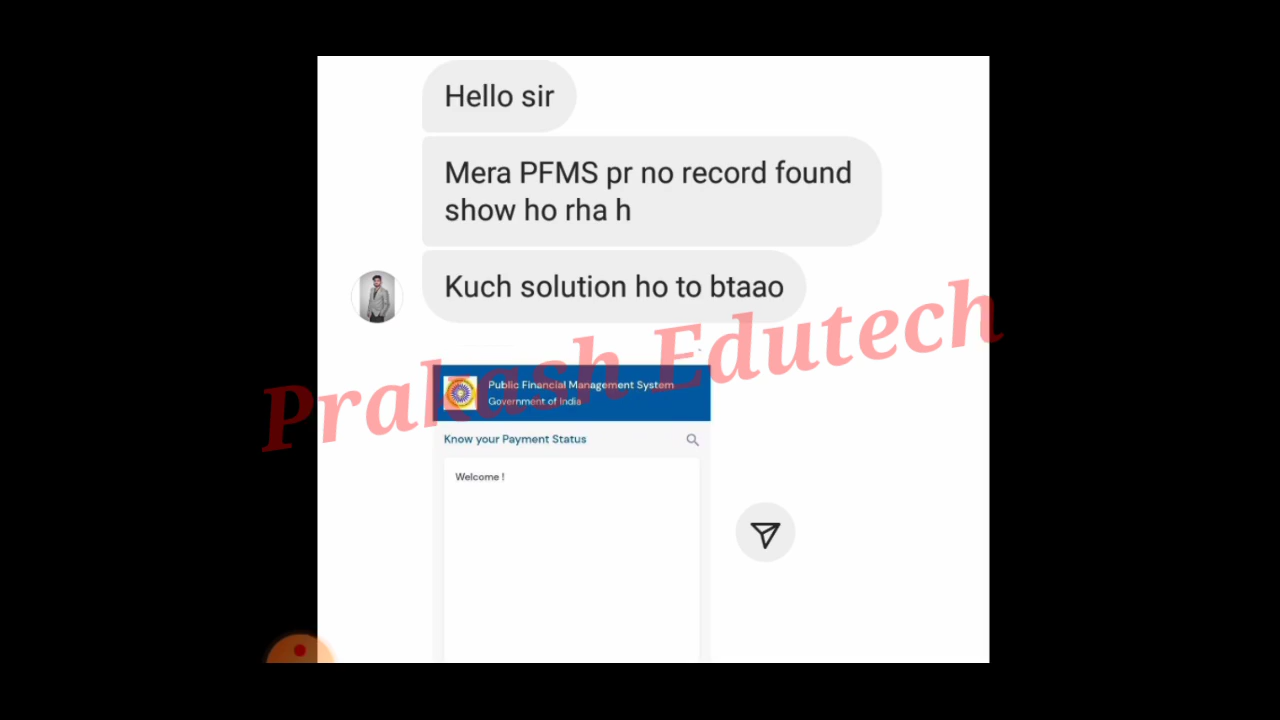 Hello sir
Mera PFMS pr no record found
show ho rha h
Kuch solution ho to btaao
Prakash Edutech
Public Financial Management System
Government of India
Know your Payment Status
Welcome !